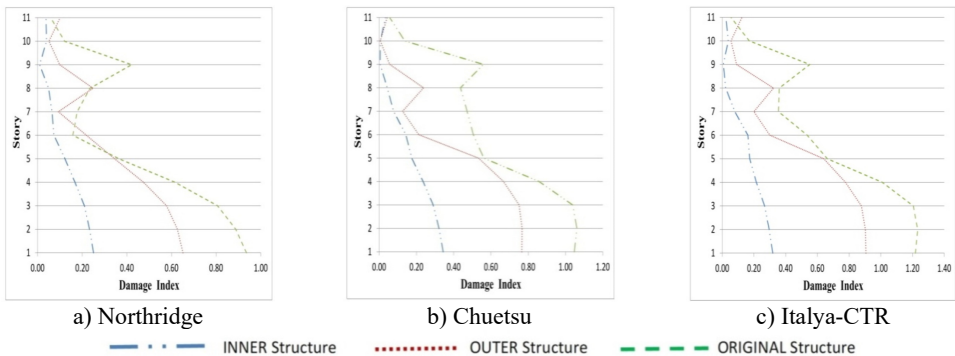 11 11 11
10 10 10
9 9 9
8 8 8
7 7 7
Story Story Story
6 6 6
5 5 5
4 4 4
3 3 3
2 2 2
1 1 1
0.00 0.20 0.40 0.60 0.80 1.00 0.00 0.20 0.40 0.60 0.80 1.00 1.20 0.00 0.20 0.40 0.60 0.80 1.00 1.20 1.40
Damage Index Damage Index Damage Index
a) Northridge b) Chuetsu c) Italya-CTR
INNER Structure OUTER Structure ORIGINAL Structure